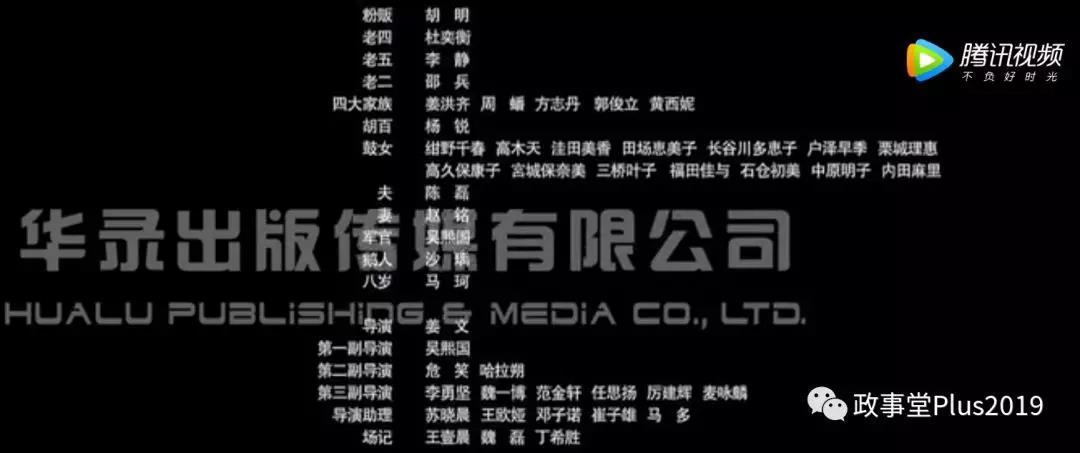 粉贩 胡 明
老四 杜奕衡
老五 李 静
老二 邵 兵
四大家族 姜洪齐 周 蟠 方志丹 郭俊立 黄西妮
胡百 杨 锐
鼓女 绀野千春 高木天 洼田美香 田场惠美子 长谷川多恵子 户泽早季 栗城理惠
高久保康子 宫城保奈美 三桥叶子 福田佳与 石仓初美 中原明子 内田麻里
夫 陈 磊
妻 赵 铭
军官 吴熙国
鹅人 沙 瑀
八岁 马 珂
导演 姜 文
第一副导演 吴熙国
第二副导演 危 笑 哈拉朔
第三副导演 李勇坚 魏一博 范金轩 任思扬 厉建辉 麦咏麟
导演助理 苏晓晨 王欧娅 邓子诺 崔子雄 马 多
场记 王壹晨 魏 磊 丁希胜
腾讯视频
不负好时光
华录出版传媒有限公司
HUALU PUBLISHING & MEDIA CO., LTD.
政事堂Plus2019